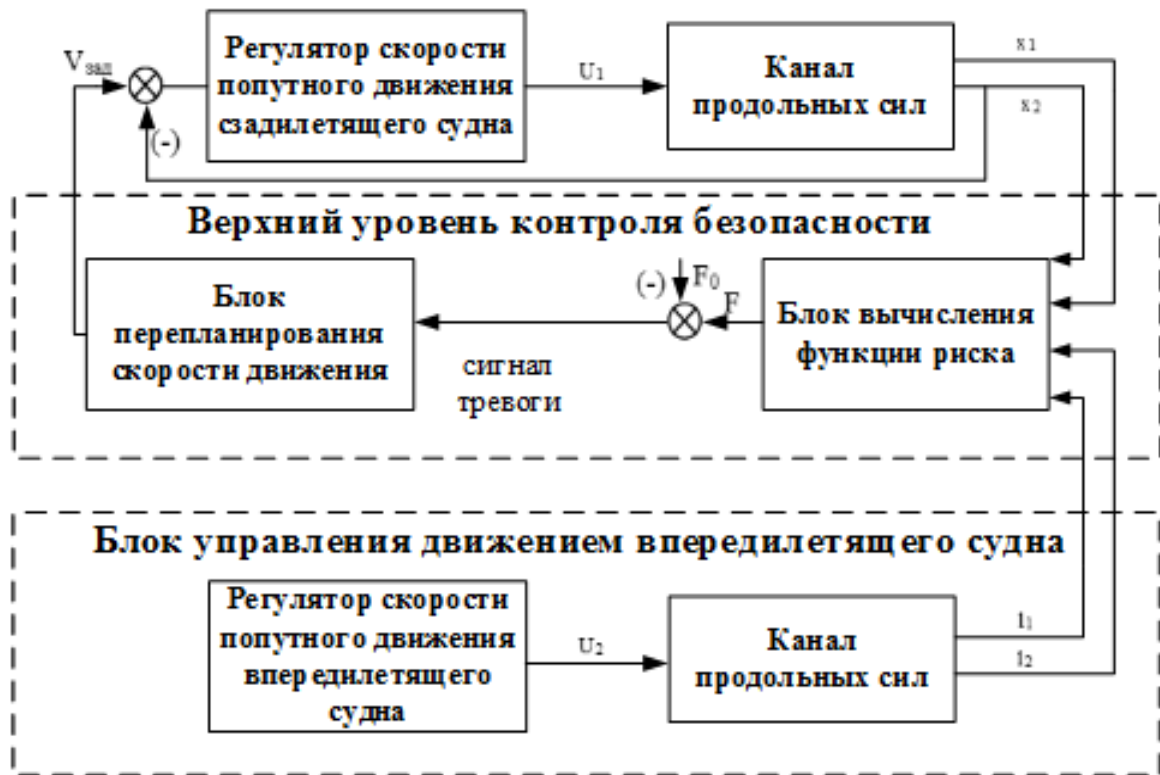 Регулятор скорости
попутного движения
сзадилетящего судна
Канал
продольных сил
Vзад
(-)
U1
x1
x2
Верхний уровень контроля безопасности
Блок
перепланирования
скорости движения
сигнал
тревоги
(-)
F0
F
Блок вычисления
функции риска
Блок управления движением впередилетящего судна
Регулятор скорости
попутного движения
впередилетящего
судна
U2
Канал
продольных сил
l1
l2